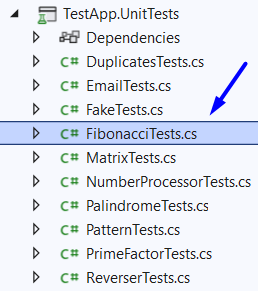 TestApp.UnitTests
Dependencies
C# DuplicatesTests.cs
C# EmailTests.cs
C# FakeTests.cs
C# FibonacciTests.cs
C# MatrixTests.cs
C# NumberProcessorTests.cs
C# PalindromeTests.cs
C# PatternTests.cs
C# PrimeFactorTests.cs
C# ReverserTests.cs